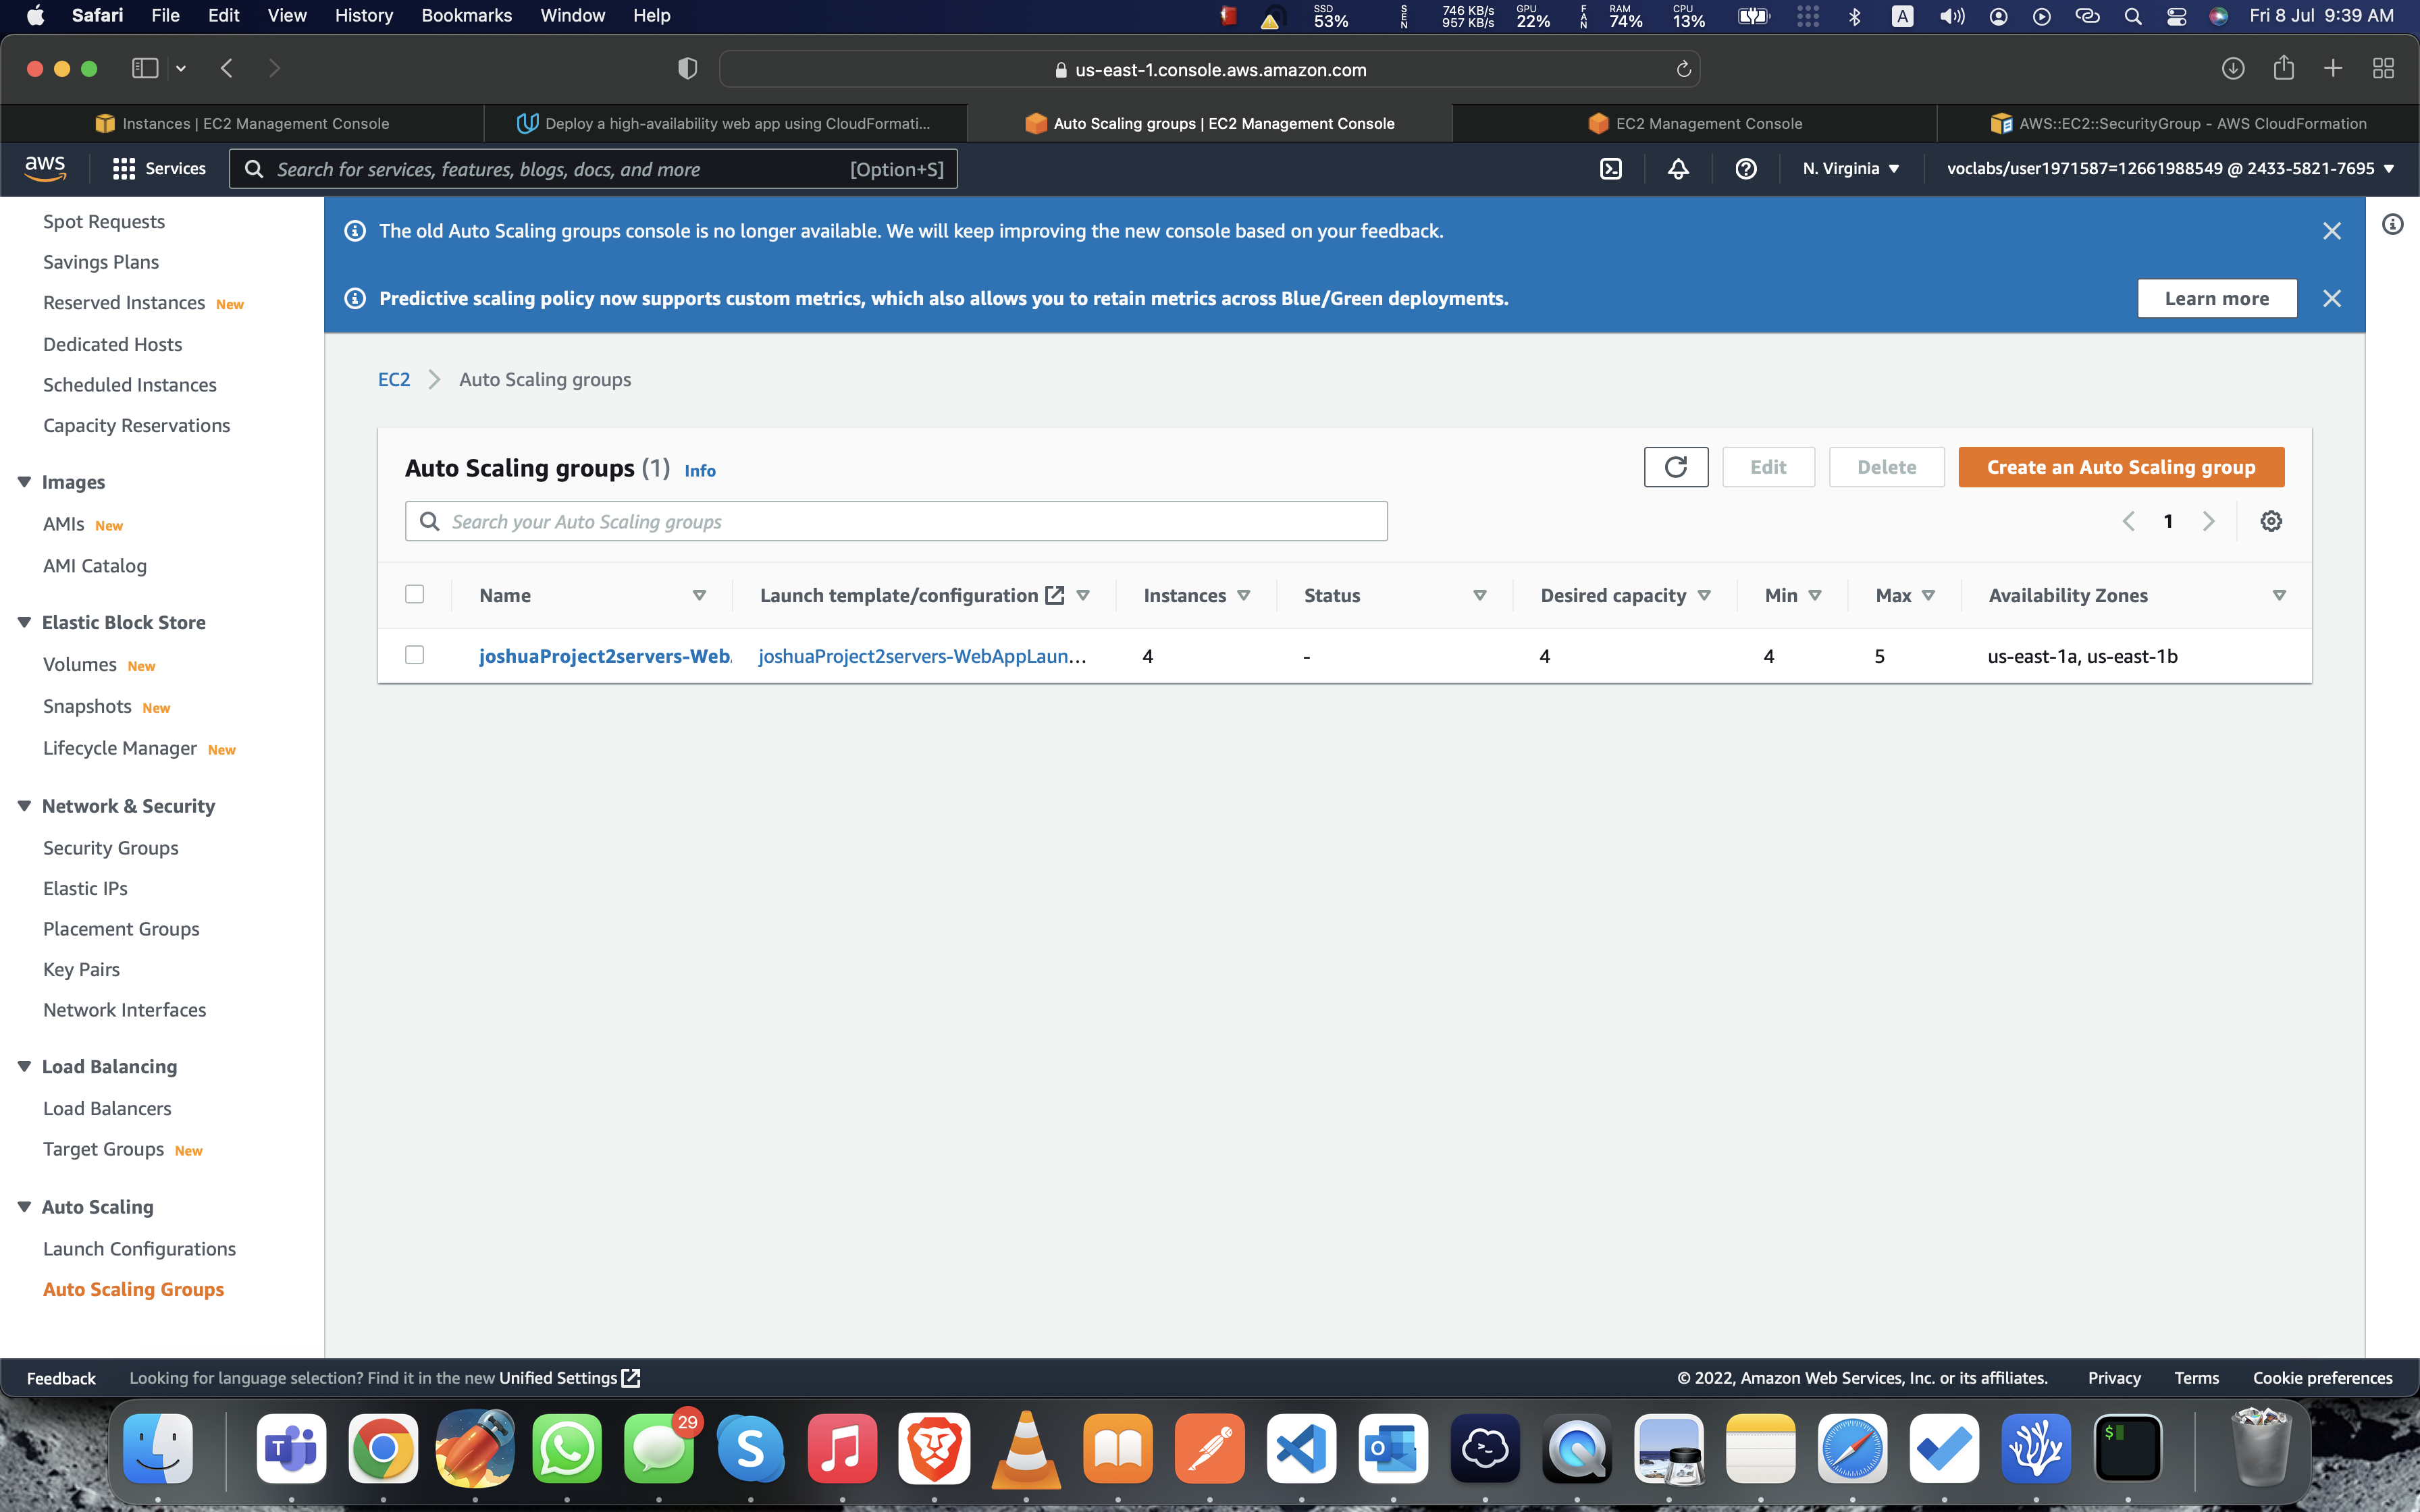 Safari File Edit View History Bookmarks Window Help SSD 53% SEN 746 KB/s 957 KB/s GPU 22% FAN RAM 74% CPU 13% A Fri 8 Jul 9:39 AM
us-east-1.console.aws.amazon.com
Instances | EC2 Management Console Deploy a high-availability web app using CloudFormati... Auto Scaling groups | EC2 Management Console EC2 Management Console AWS::EC2::SecurityGroup - AWS CloudFormation
aws Services Search for services, features, blogs, docs, and more [Option+S] N. Virginia voclabs/user1971587=12661988549 @ 2433-5821-7695
Spot Requests
Savings Plans
Reserved Instances New
Dedicated Hosts
Scheduled Instances
Capacity Reservations
Images
AMIs New
AMI Catalog
Elastic Block Store
Volumes New
Snapshots New
Lifecycle Manager New
Network & Security
Security Groups
Elastic IPs
Placement Groups
Key Pairs
Network Interfaces
Load Balancing
Load Balancers
Target Groups New
Auto Scaling
Launch Configurations
Auto Scaling Groups
The old Auto Scaling groups console is no longer available. We will keep improving the new console based on your feedback.
Predictive scaling policy now supports custom metrics, which also allows you to retain metrics across Blue/Green deployments. Learn more
EC2 Auto Scaling groups
Auto Scaling groups (1) Info Edit Delete Create an Auto Scaling group
Search your Auto Scaling groups 1
Name Launch template/configuration Instances Status Desired capacity Min Max Availability Zones
joshuaProject2servers-Web joshuaProject2servers-WebAppLaun... 4 - 4 4 5 us-east-1a, us-east-1b
Feedback Looking for language selection? Find it in the new Unified Settings © 2022, Amazon Web Services, Inc. or its affiliates. Privacy Terms Cookie preferences
29